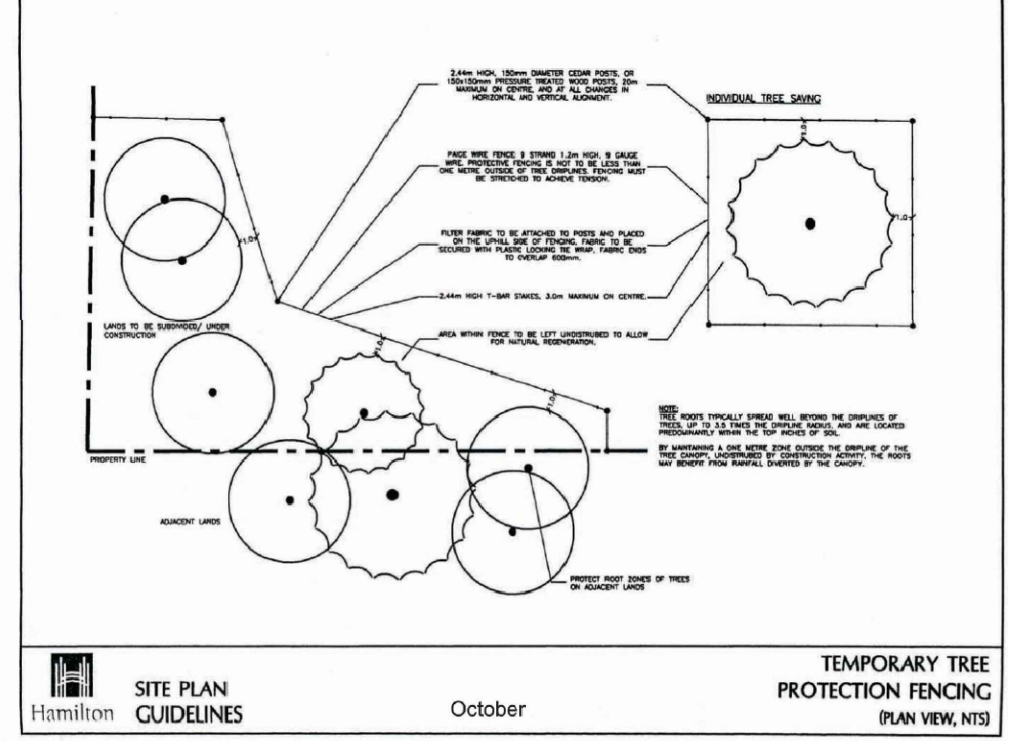 2.44m HIGH, 150mm DIAMETER CEDAR POSTS, OR
150x150mm PRESSURE TREATED WOOD POSTS, 20m
MAXIMUM ON CENTRE, AND AT ALL CHANGES IN
HORIZONTAL AND VERTICAL ALIGNMENT.
INDIVIDUAL TREE SAVING
1.0
PAIGE WIRE FENCE 9 STRAND 1.2m HIGH, 9 GAUGE
WIRE. PROTECTIVE FENCING IS NOT TO BE LESS THAN
ONE METRE OUTSIDE OF TREE DRIPLINES. FENCING MUST
BE STRETCHED TO ACHIEVE TENSION.
1.0
1.0
FILTER FABRIC TO BE ATTACHED TO POSTS AND PLACED
ON THE UPHILL SIDE OF FENCING. FABRIC TO BE
SECURED WITH PLASTIC LOCKING TIE WRAP. FABRIC ENDS
TO OVERLAP 600mm.
2.44m HIGH T-BAR STAKES, 3.0m MAXIMUM ON CENTRE.
LANDS TO BE SUBDIVIDED/ UNDER
CONSTRUCTION
AREA WITHIN FENCE TO BE LEFT UNDISTRUBED TO ALLOW
FOR NATURAL REGENERATION.
1.0
1.0
NOTE:
TREE ROOTS TYPICALLY SPREAD WELL BEYOND THE DRIPLINES OF
TREES, UP TO 3.5 TIMES THE DRIPLINE RADIUS, AND ARE LOCATED
PREDOMINANTLY WITHIN THE TOP INCHES OF SOIL.
BY MAINTAINING A ONE METRE ZONE OUTSIDE THE DRIPLINE OF THE
TREE CANOPY, UNDISTRUBED BY CONSTRUCTION ACTIVITY, THE ROOTS
MAY BENEFIT FROM RAINFALL DIVERTED BY THE CANOPY.
PROPERTY LINE
ADJACENT LANDS
PROTECT ROOT ZONES OF TREES
ON ADJACENT LANDS
Hamilton
SITE PLAN
GUIDELINES
October
TEMPORARY TREE
PROTECTION FENCING
(PLAN VIEW, NTS)